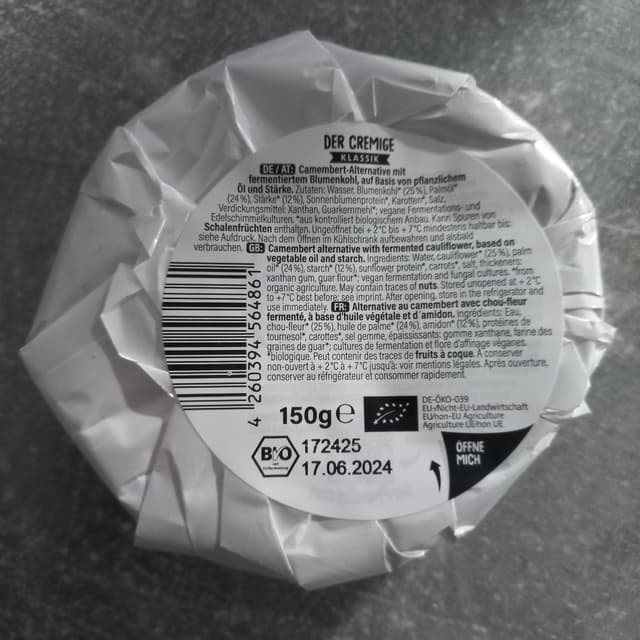 DER CREMIGE
KLASSIK
DE/AT: Camembert-Alternative mit
fermentiertem Blumenkohl, auf Basis von pflanzlichem
Öl und Stärke. Zutaten: Wasser, Blumenkohl* (25%), Palmöl*
(24%), Stärke* (12%), Sonnenblumenprotein*, Karotten*, Salz,
Verdickungsmittel: Xanthan, Guarkernmehl*; vegane Fermentations- und
Edelschimmelkulturen. *aus kontrolliert biologischem Anbau. Kann Spuren von
Schalenfrüchten enthalten. Ungeöffnet bei +2°C bis +7°C mindestens haltbar bis:
siehe Aufdruck. Nach dem Öffnen im Kühlschrank aufbewahren und alsbald
verbrauchen. GB: Camembert alternative with fermented cauliflower, based on
vegetable oil and starch. Ingredients: Water, cauliflower* (25%), palm
oil* (24%), starch* (12%), sunflower protein*, carrots*, salt, thickeners:
xanthan gum, guar flour*; vegan fermentation and fungal cultures. *from
organic agriculture. May contain traces of nuts. Stored unopened at +2°C
to +7°C best before: see imprint. After opening, store in the refrigerator and
use immediately. FR: Alternative au camembert avec chou-fleur
fermenté, à base d'huile végétale et d'amidon. Ingrédients: Eau,
chou-fleur* (25%), huile de palme* (24%), amidon* (12%), protéines de
tournesol*, carottes*, sel gemme, épaississants: gomme xanthane, farine des
graines de guar*; cultures de fermentation et flore d'affinage véganes.
*biologique. Peut contenir des traces de fruits à coque. A conserver
non-ouvert à +2°C à +7°C jusqu'à: voir mentions légales. Après ouverture,
conserver au réfrigérateur et consommer rapidement.
4 260394 564861
150g e
DE-ÖKO-039
EU-/Nicht-EU-Landwirtschaft
EU/non-EU Agriculture
Agriculture UE/non UE
BIO
172425
17.06.2024
ÖFFNE
MICH